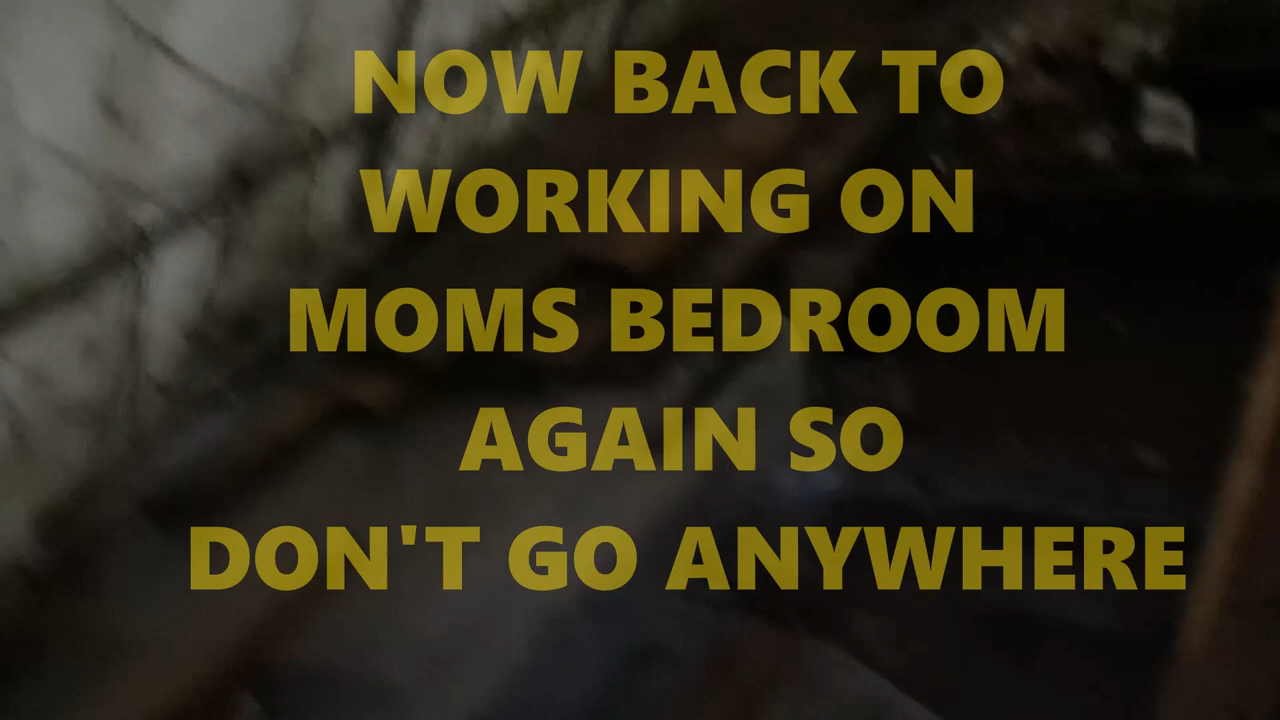 NOW BACK TO
WORKING ON
MOMS BEDROOM
AGAIN SO
DON'T GO ANYWHERE